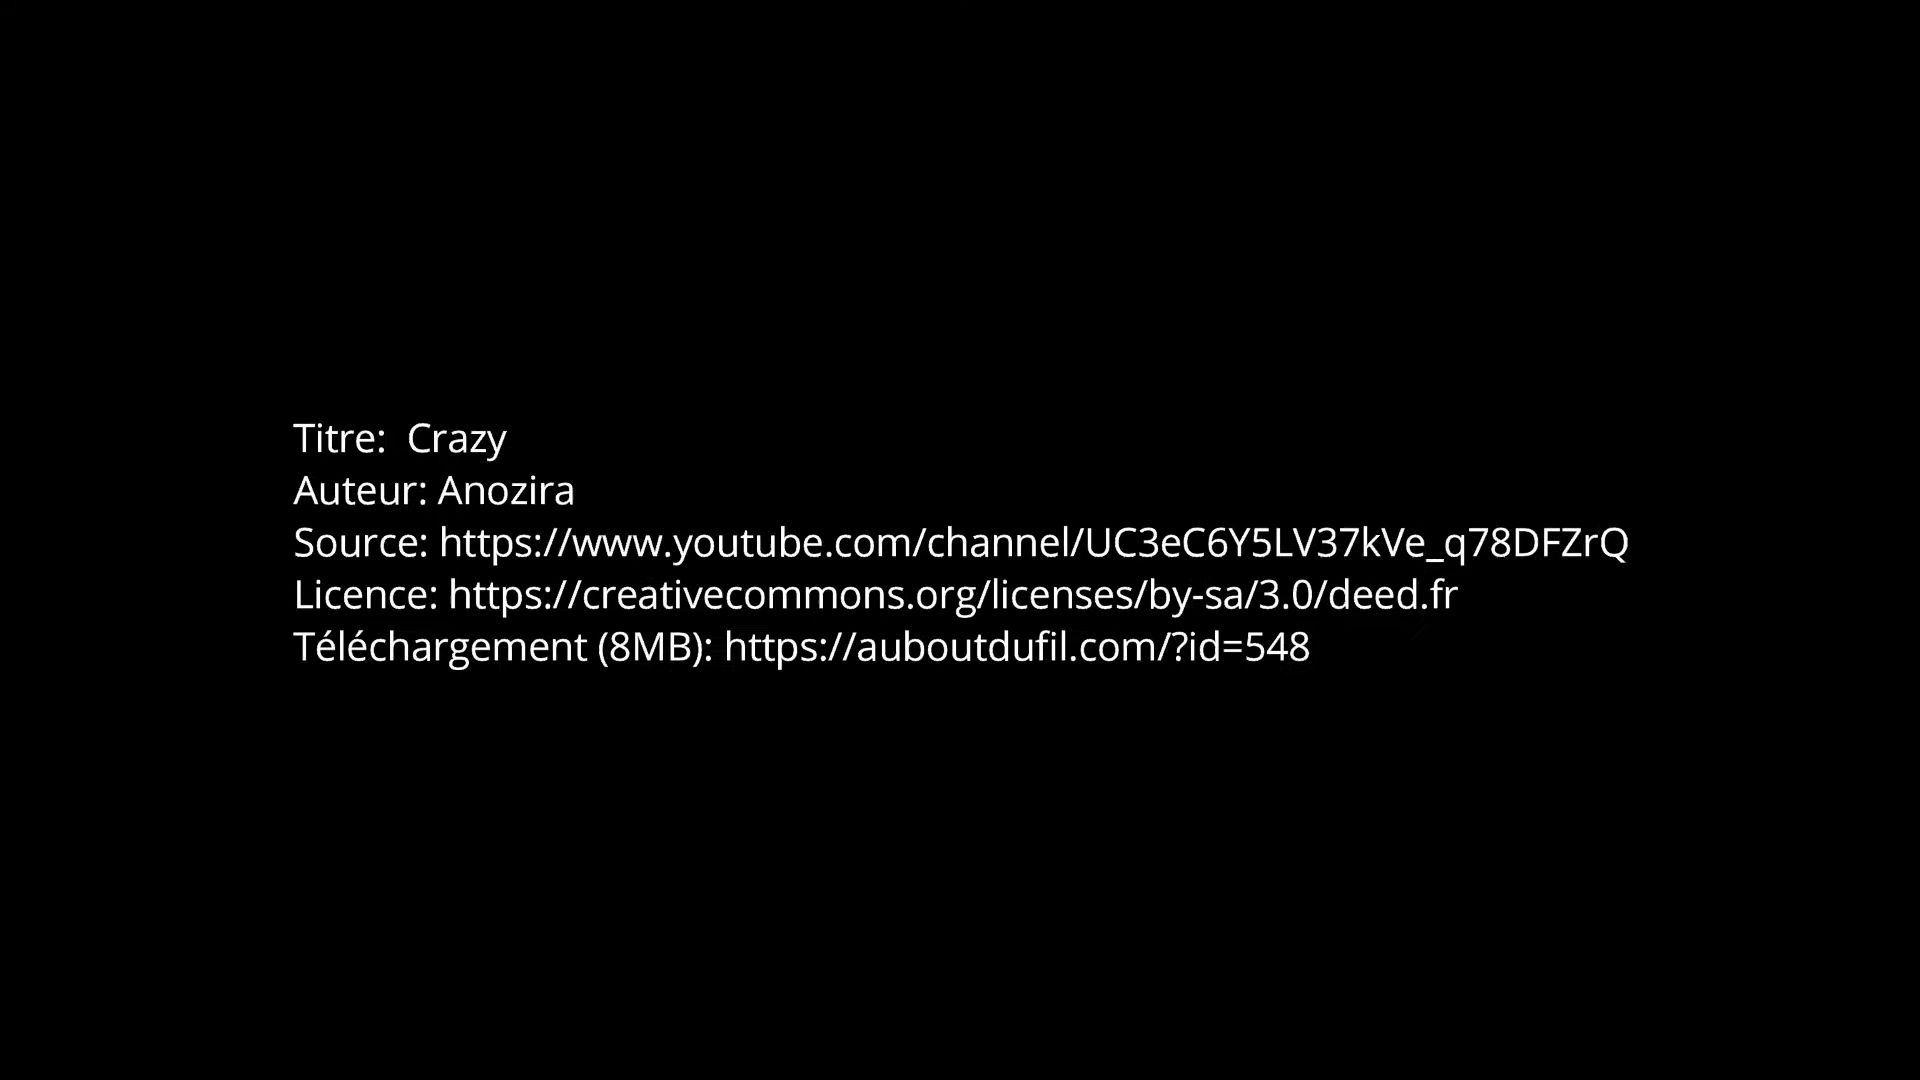 Titre:  Crazy
Auteur: Anozira
Source: https://www.youtube.com/channel/UC3eC6Y5LV37kVe_q78DFZrQ
Licence: https://creativecommons.org/licenses/by-sa/3.0/deed.fr
Téléchargement (8MB): https://auboutdufil.com/?id=548